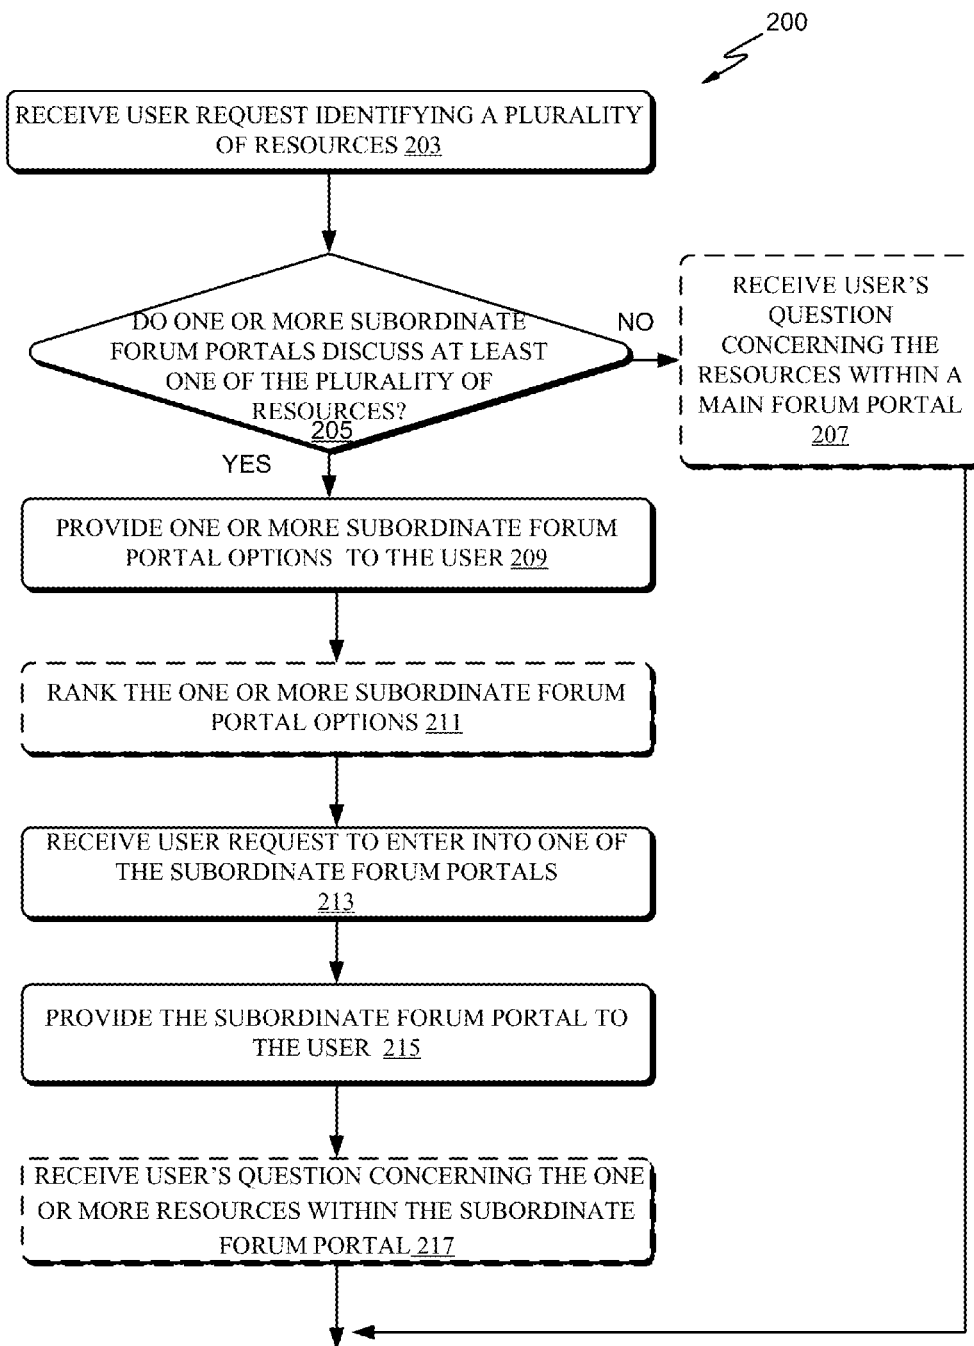 200
RECEIVE USER REQUEST IDENTIFYING A PLURALITY
OF RESOURCES 203
DO ONE OR MORE SUBORDINATE
FORUM PORTALS DISCUSS AT LEAST
ONE OF THE PLURALITY OF
RESOURCES?
205
NO
RECEIVE USER'S
QUESTION
CONCERNING THE
RESOURCES WITHIN A
MAIN FORUM PORTAL
207
YES
PROVIDE ONE OR MORE SUBORDINATE FORUM
PORTAL OPTIONS TO THE USER 209
RANK THE ONE OR MORE SUBORDINATE FORUM
PORTAL OPTIONS 211
RECEIVE USER REQUEST TO ENTER INTO ONE OF
THE SUBORDINATE FORUM PORTALS
213
PROVIDE THE SUBORDINATE FORUM PORTAL TO
THE USER 215
RECEIVE USER'S QUESTION CONCERNING THE ONE
OR MORE RESOURCES WITHIN THE SUBORDINATE
FORUM PORTAL 217